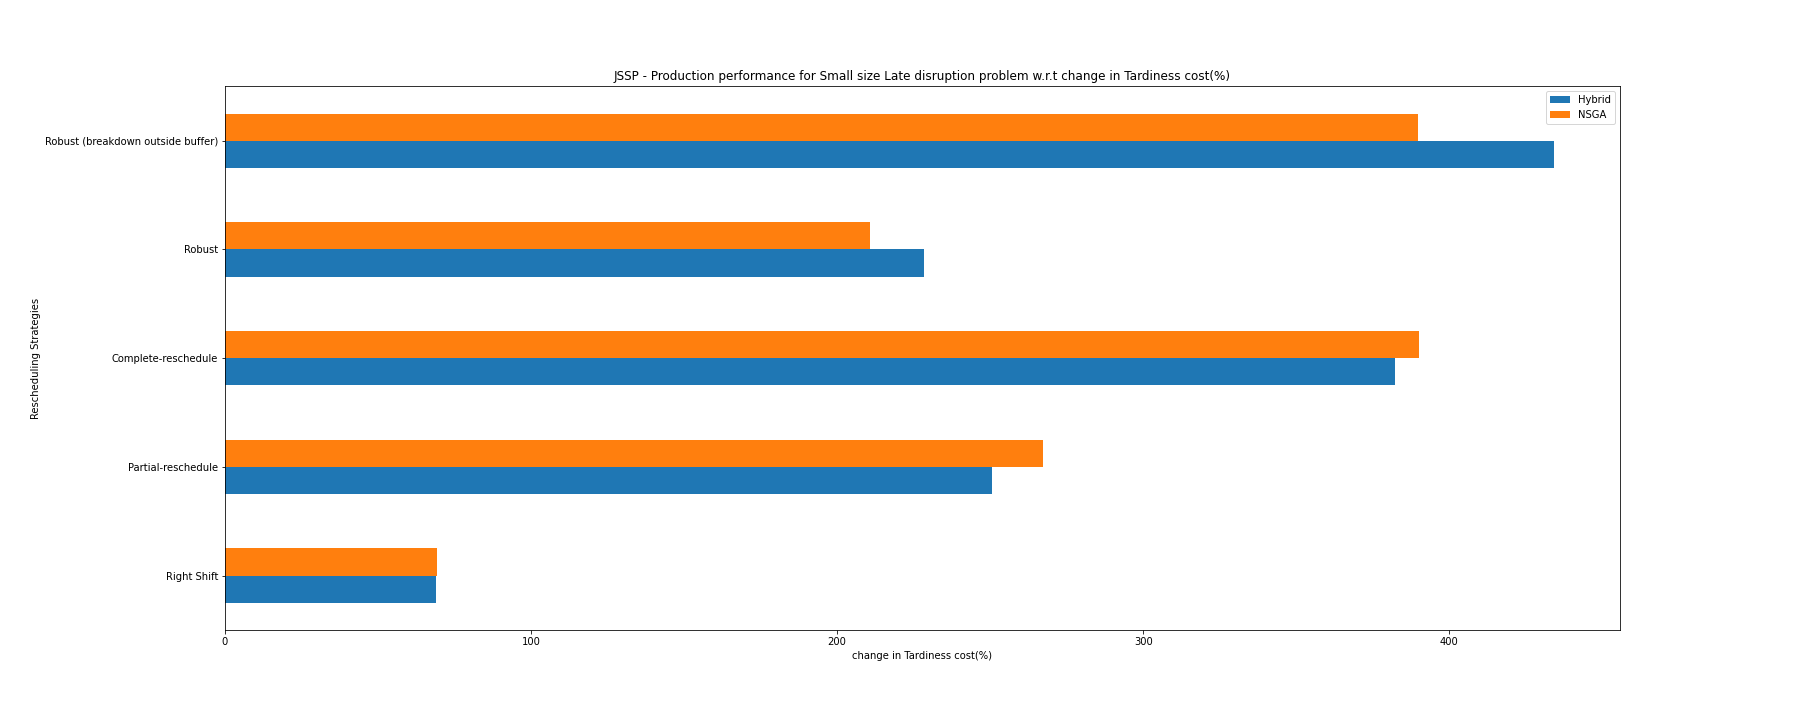 JSSP - Production performance for Small size Late disruption problem w.r.t change in Tardiness cost(%)
Hybrid
NSGA
Robust (breakdown outside buffer)
Robust
Complete-reschedule
Partial-reschedule
Right Shift
Rescheduling Strategies
0 100 200 300 400
change in Tardiness cost(%)